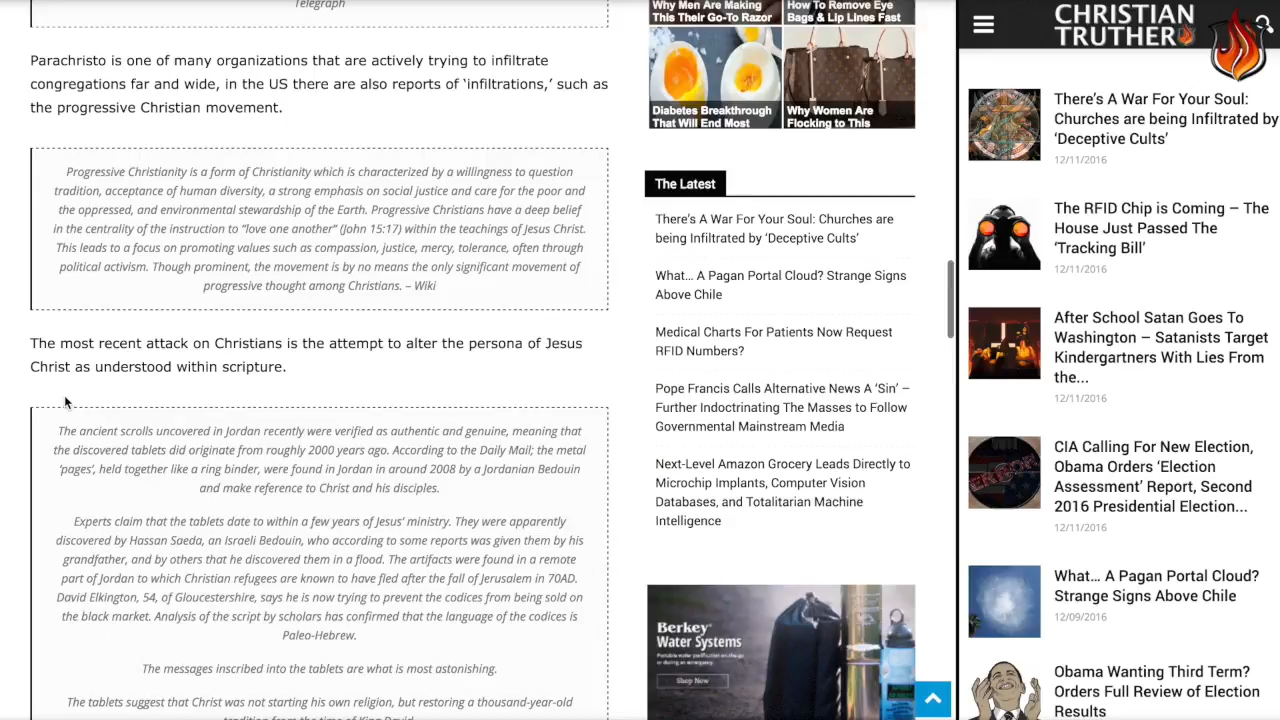 Telegraph
Parachristo is one of many organizations that are actively trying to infiltrate
congregations far and wide, in the US there are also reports of ‘infiltrations,’ such as
the progressive Christian movement.
Progressive Christianity is a form of Christianity which is characterized by a willingness to question
tradition, acceptance of human diversity, a strong emphasis on social justice and care for the poor and
the oppressed, and environmental stewardship of the Earth. Progressive Christians have a deep belief
in the centrality of the instruction to “love one another” (John 15:17) within the teachings of Jesus Christ.
This leads to a focus on promoting values such as compassion, justice, mercy, tolerance, often through
political activism. Though prominent, the movement is by no means the only significant movement of
progressive thought among Christians. – Wiki
The most recent attack on Christians is the attempt to alter the persona of Jesus
Christ as understood within scripture.
The ancient scrolls uncovered in Jordan recently were verified as authentic and genuine, meaning that
the discovered tablets did originate from roughly 2000 years ago. According to the Daily Mail; the metal
‘pages’, held together like a ring binder, were found in Jordan in around 2008 by a Jordanian Bedouin
and make reference to Christ and his disciples.
Experts claim that the tablets date to within a few years of Jesus’ ministry. They were apparently
discovered by Hassan Saeda, an Israeli Bedouin, who according to some reports was given them by his
grandfather, and by others that he discovered them in a flood. The artifacts were found in a remote
part of Jordan to which Christian refugees are known to have fled after the fall of Jerusalem in 70AD.
David Elkington, 54, of Gloucestershire, says he is now trying to prevent the codices from being sold on
the black market. Analysis of the script by scholars has confirmed that the language of the codices is
Paleo-Hebrew.
The messages inscribed into the tablets are what is most astonishing.
The tablets suggest that Christ was not starting his own religion, but restoring a thousand-year-old
tradition from the time of King David
Why Men Are Making
This Their Go-To Razor
How To Remove Eye
Bags & Lip Lines Fast
Diabetes Breakthrough
That Will End Most
Why Women Are
Flocking to This
The Latest
There’s A War For Your Soul: Churches are
being Infiltrated by ‘Deceptive Cults’
What… A Pagan Portal Cloud? Strange Signs
Above Chile
Medical Charts For Patients Now Request
RFID Numbers?
Pope Francis Calls Alternative News A ‘Sin’ –
Further Indoctrinating The Masses to Follow
Governmental Mainstream Media
Next-Level Amazon Grocery Leads Directly to
Microchip Implants, Computer Vision
Databases, and Totalitarian Machine
Intelligence
Berkey
Water Systems
Portable water purification on-the-go
or during an emergency.
Shop Now
CHRISTIAN
TRUTHER
There’s A War For Your Soul:
Churches are being Infiltrated by
‘Deceptive Cults’
12/11/2016
The RFID Chip is Coming – The
House Just Passed The
‘Tracking Bill’
12/11/2016
After School Satan Goes To
Washington – Satanists Target
Kindergartners With Lies From
the...
12/11/2016
CIA Calling For New Election,
Obama Orders ‘Election
Assessment’ Report, Second
2016 Presidential Election...
12/11/2016
What… A Pagan Portal Cloud?
Strange Signs Above Chile
12/09/2016
Obama Wanting Third Term?
Orders Full Review of Election
Results